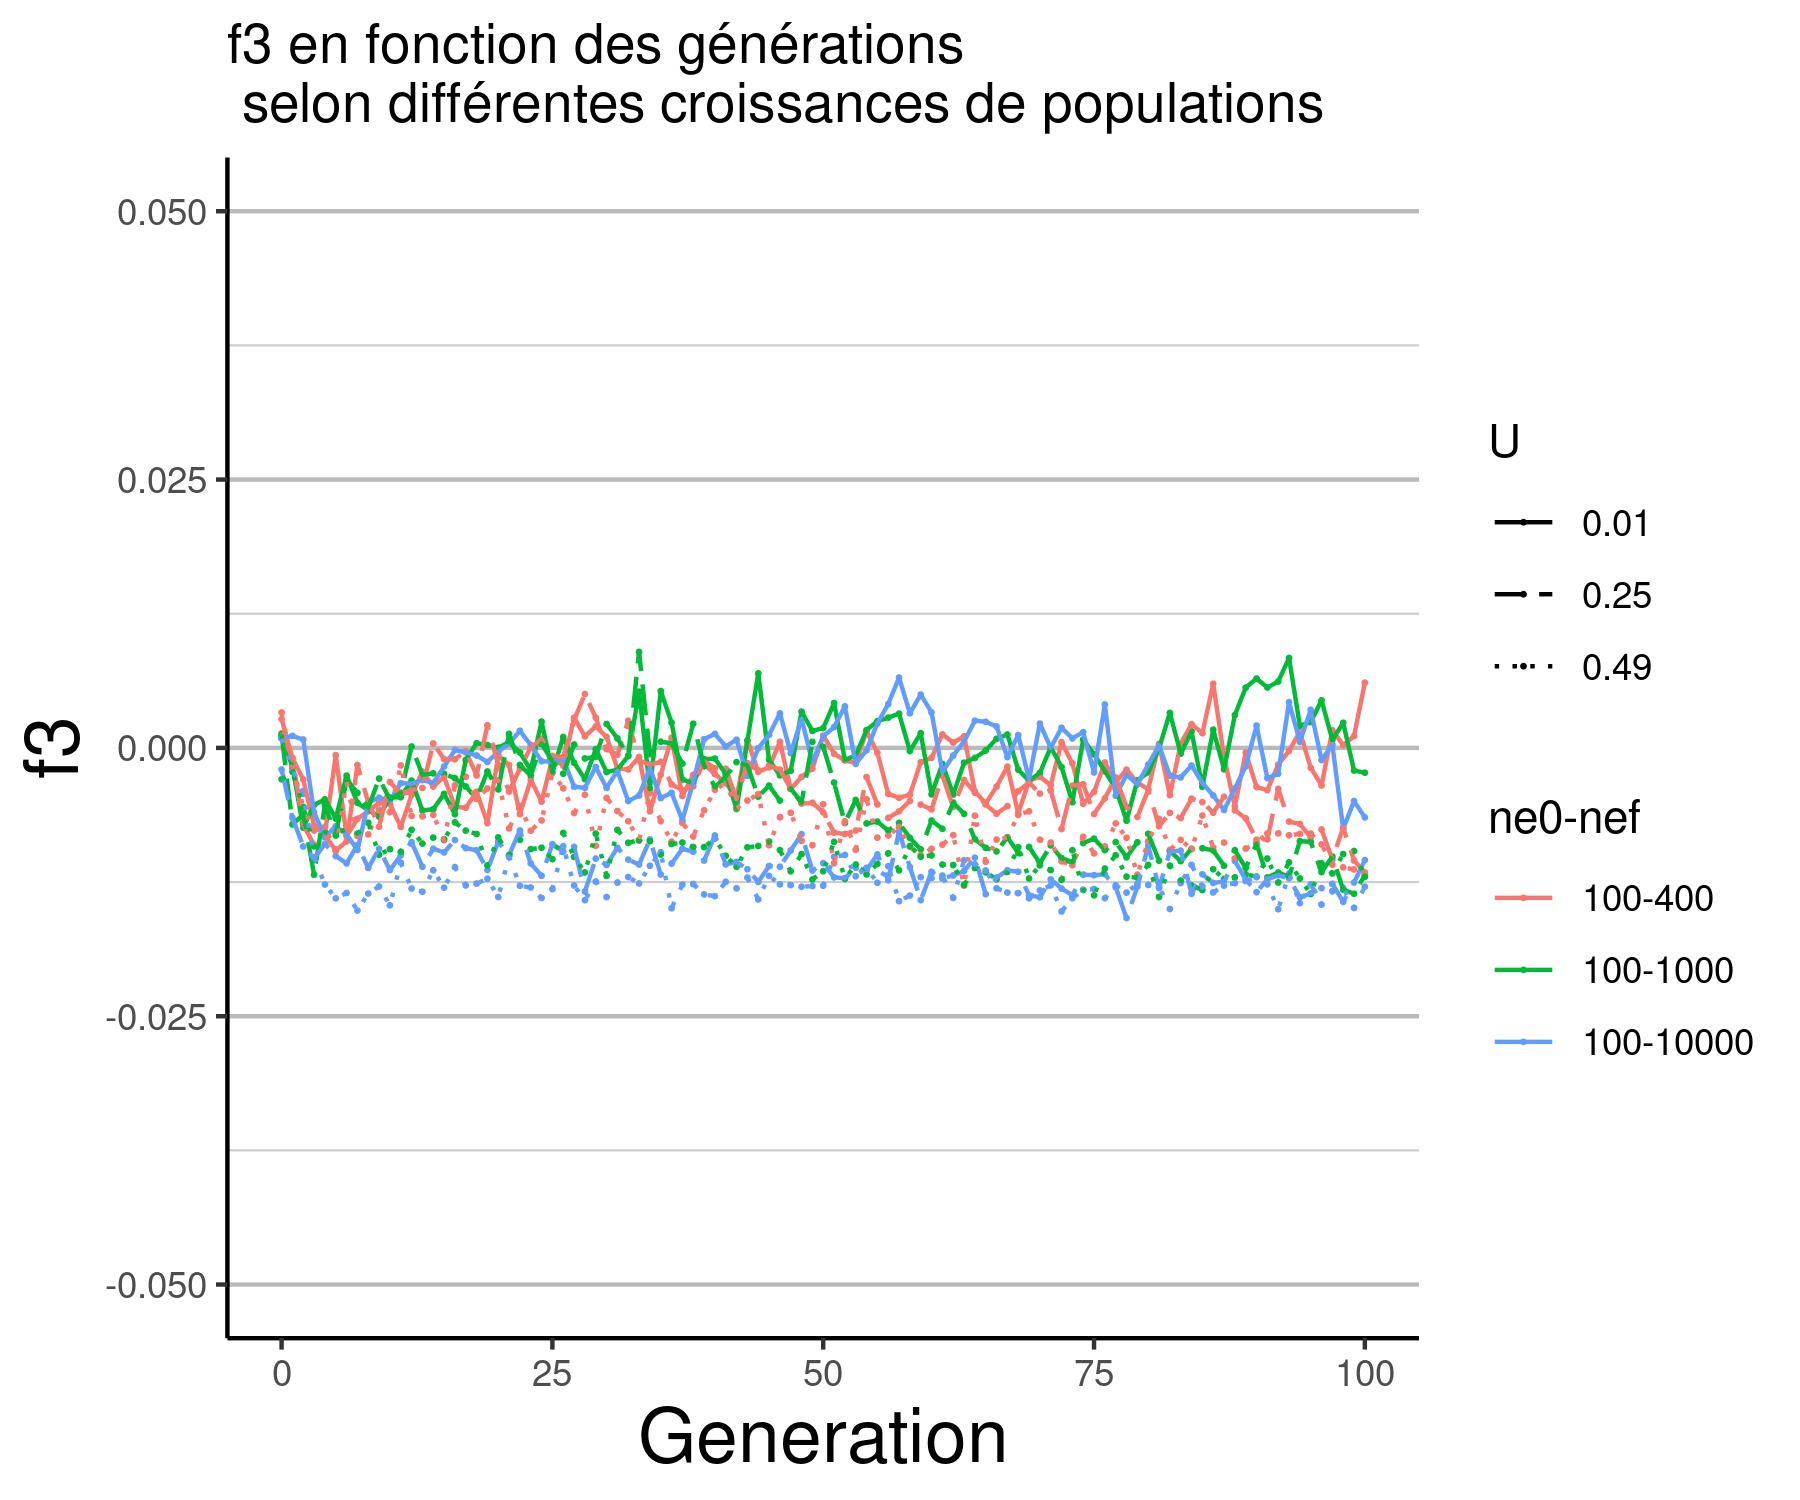 f3 en fonction des générations
selon différentes croissances de populations
0.050
0.025
0.000
-0.025
-0.050
f3
0
25
50
75
100
Generation
U
0.01
0.25
0.49
ne0-nef
100-400
100-1000
100-10000